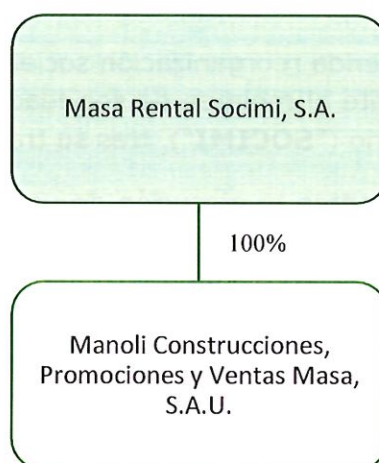 Masa Rental Socimi, S.A.
100%
Manoli Construcciones,
Promociones y Ventas Masa,
S.A.U.